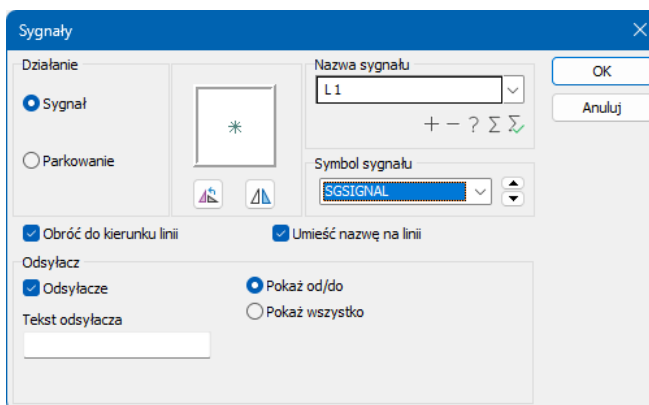 Sygnały
Działanie
Sygnał
Parkowanie
Nazwa sygnału
L1
+ − ? Σ Σ
Symbol sygnału
SGSIGNAL
OK
Anuluj
Obróć do kierunku linii
Umieść nazwę na linii
Odsyłacz
Odsyłacze
Pokaż od/do
Pokaż wszystko
Tekst odsyłacza